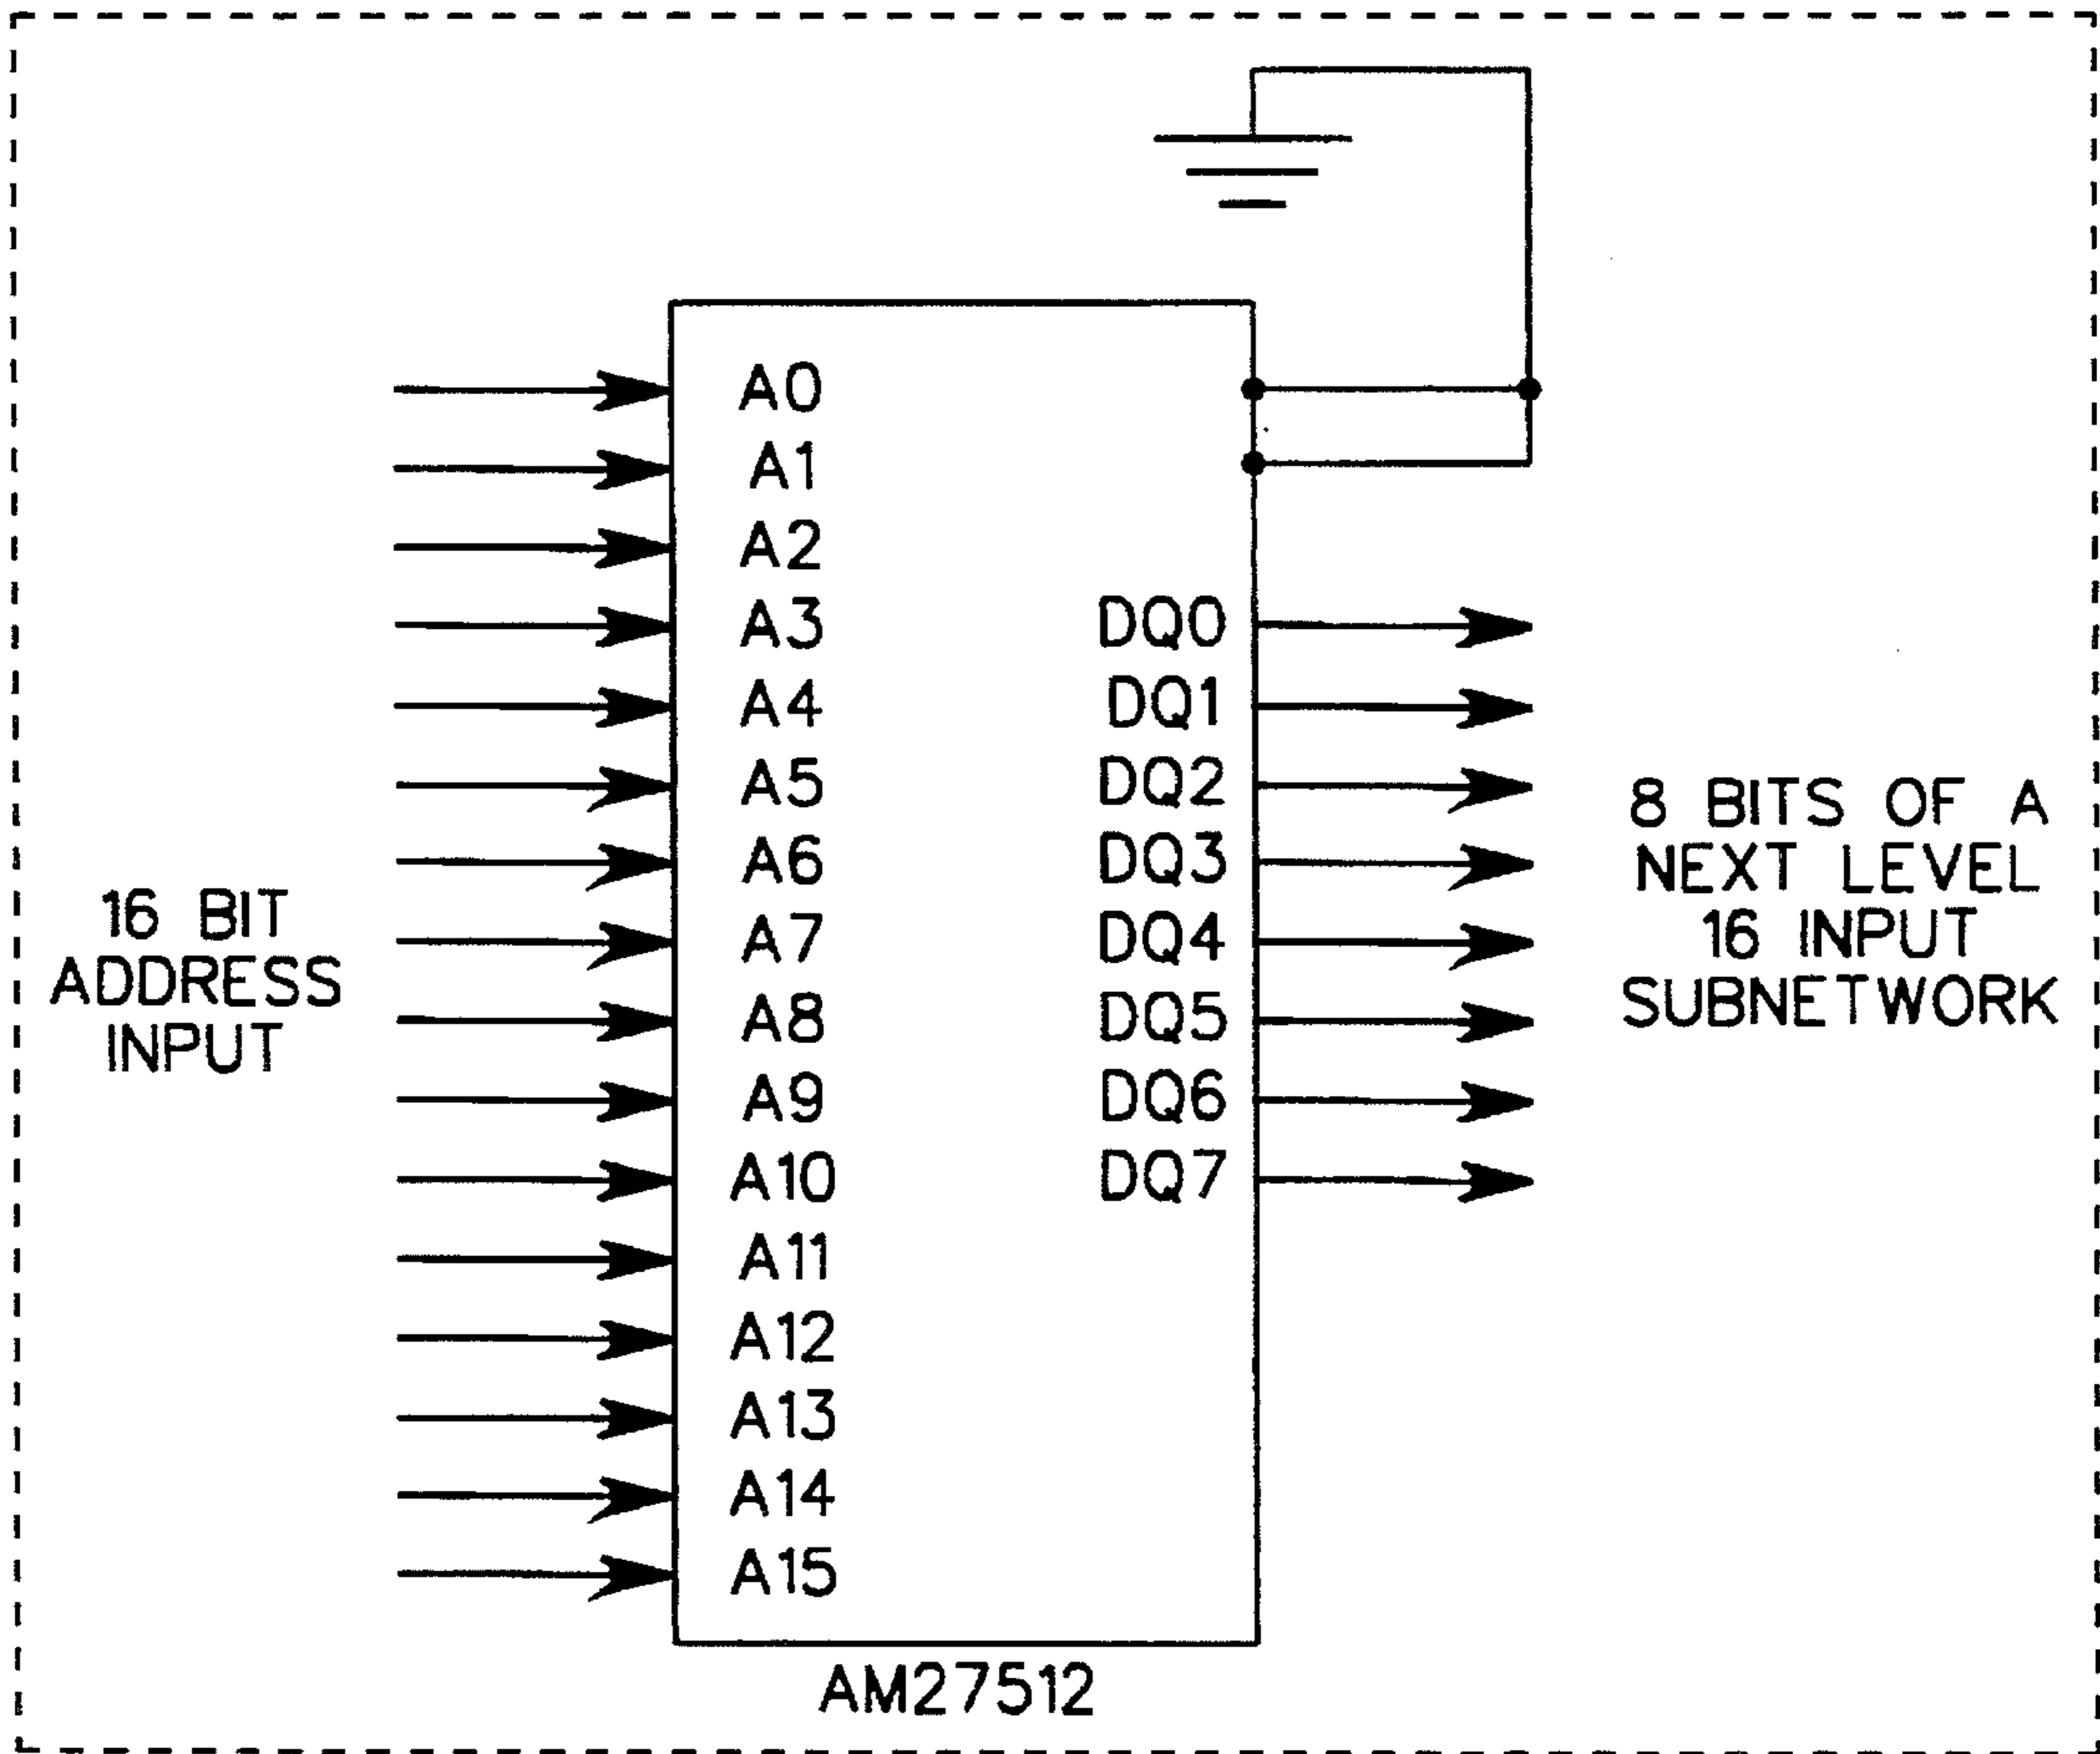 16 BIT
ADDRESS
INPUT
A0
A1
A2
A3
A4
A5
A6
A7
A8
A9
A10
A11
A12
A13
A14
A15
DQ0
DQ1
DQ2
DQ3
DQ4
DQ5
DQ6
DQ7
8 BITS OF A
NEXT LEVEL
16 INPUT
SUBNETWORK
AM27512